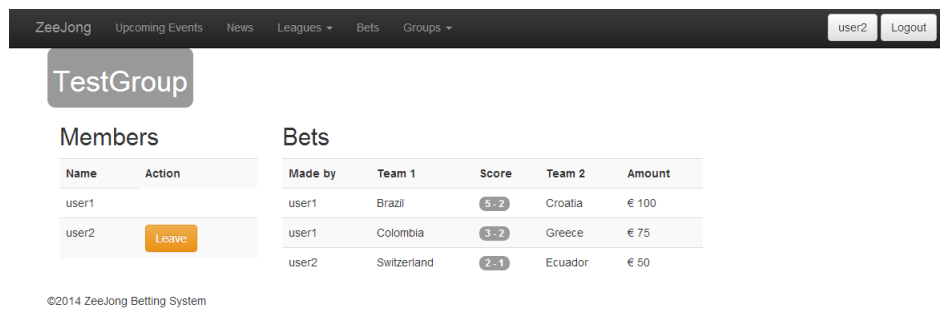 ZeeJong Upcoming Events News Leagues Bets Groups user2 Logout
TestGroup
Members
Name Action
user1
user2 Leave
Bets
Made by Team 1 Score Team 2 Amount
user1 Brazil 5 - 2 Croatia € 100
user1 Colombia 3 - 2 Greece € 75
user2 Switzerland 2 - 1 Ecuador € 50
©2014 ZeeJong Betting System